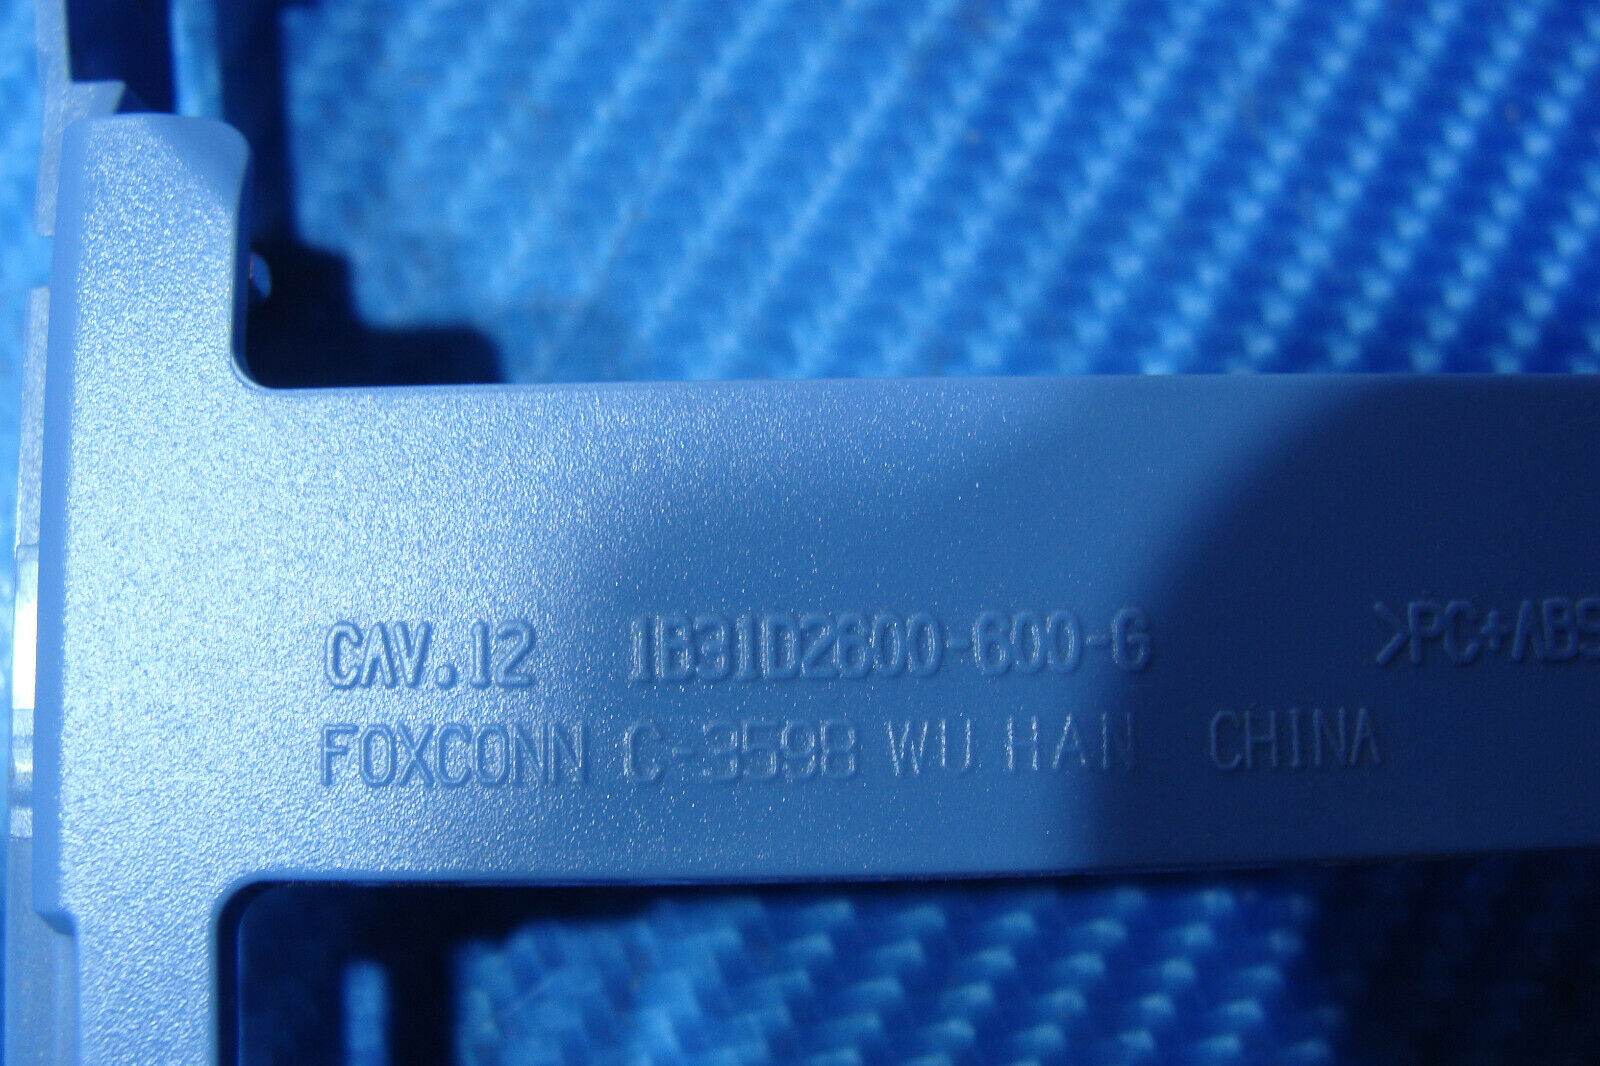 CAV.12 1B31D2600-600-G >PC+ABS
FOXCONN C-3598 WU HAN CHINA